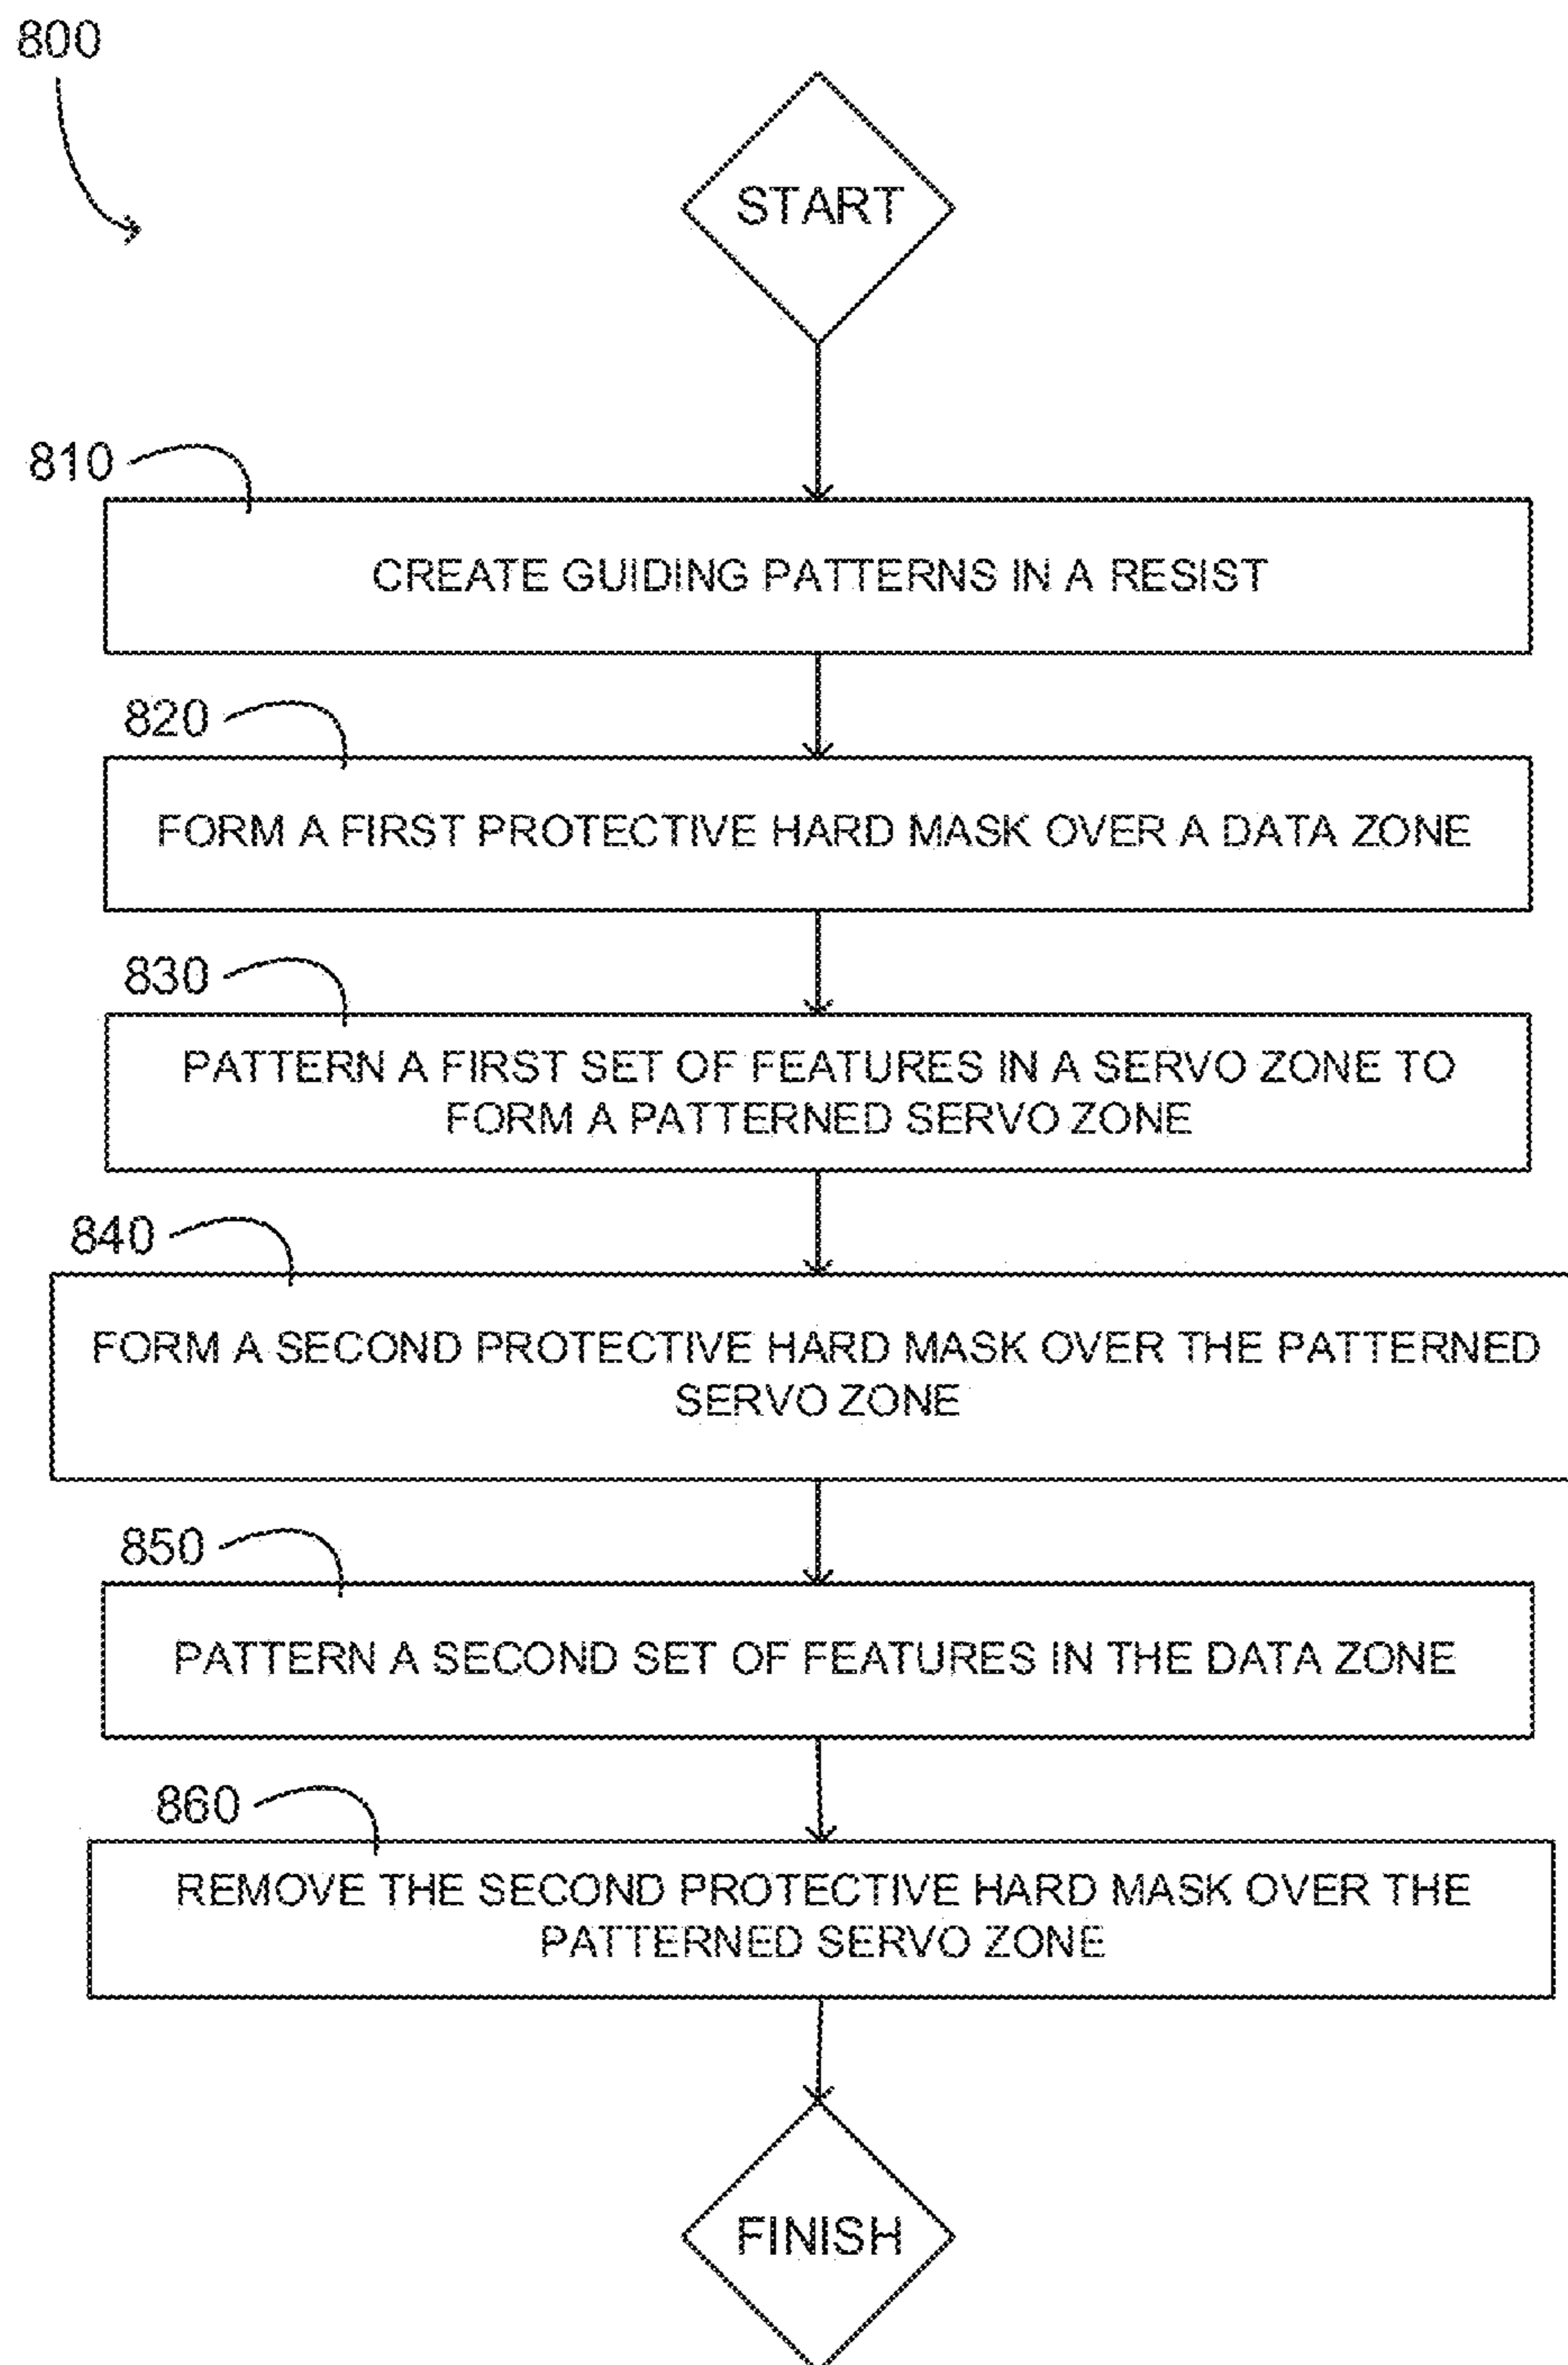 800
START
810
CREATE GUIDING PATTERNS IN A RESIST
820
FORM A FIRST PROTECTIVE HARD MASK OVER A DATA ZONE
830
PATTERN A FIRST SET OF FEATURES IN A SERVO ZONE TO
FORM A PATTERNED SERVO ZONE
840
FORM A SECOND PROTECTIVE HARD MASK OVER THE PATTERNED
SERVO ZONE
850
PATTERN A SECOND SET OF FEATURES IN THE DATA ZONE
860
REMOVE THE SECOND PROTECTIVE HARD MASK OVER THE
PATTERNED SERVO ZONE
FINISH